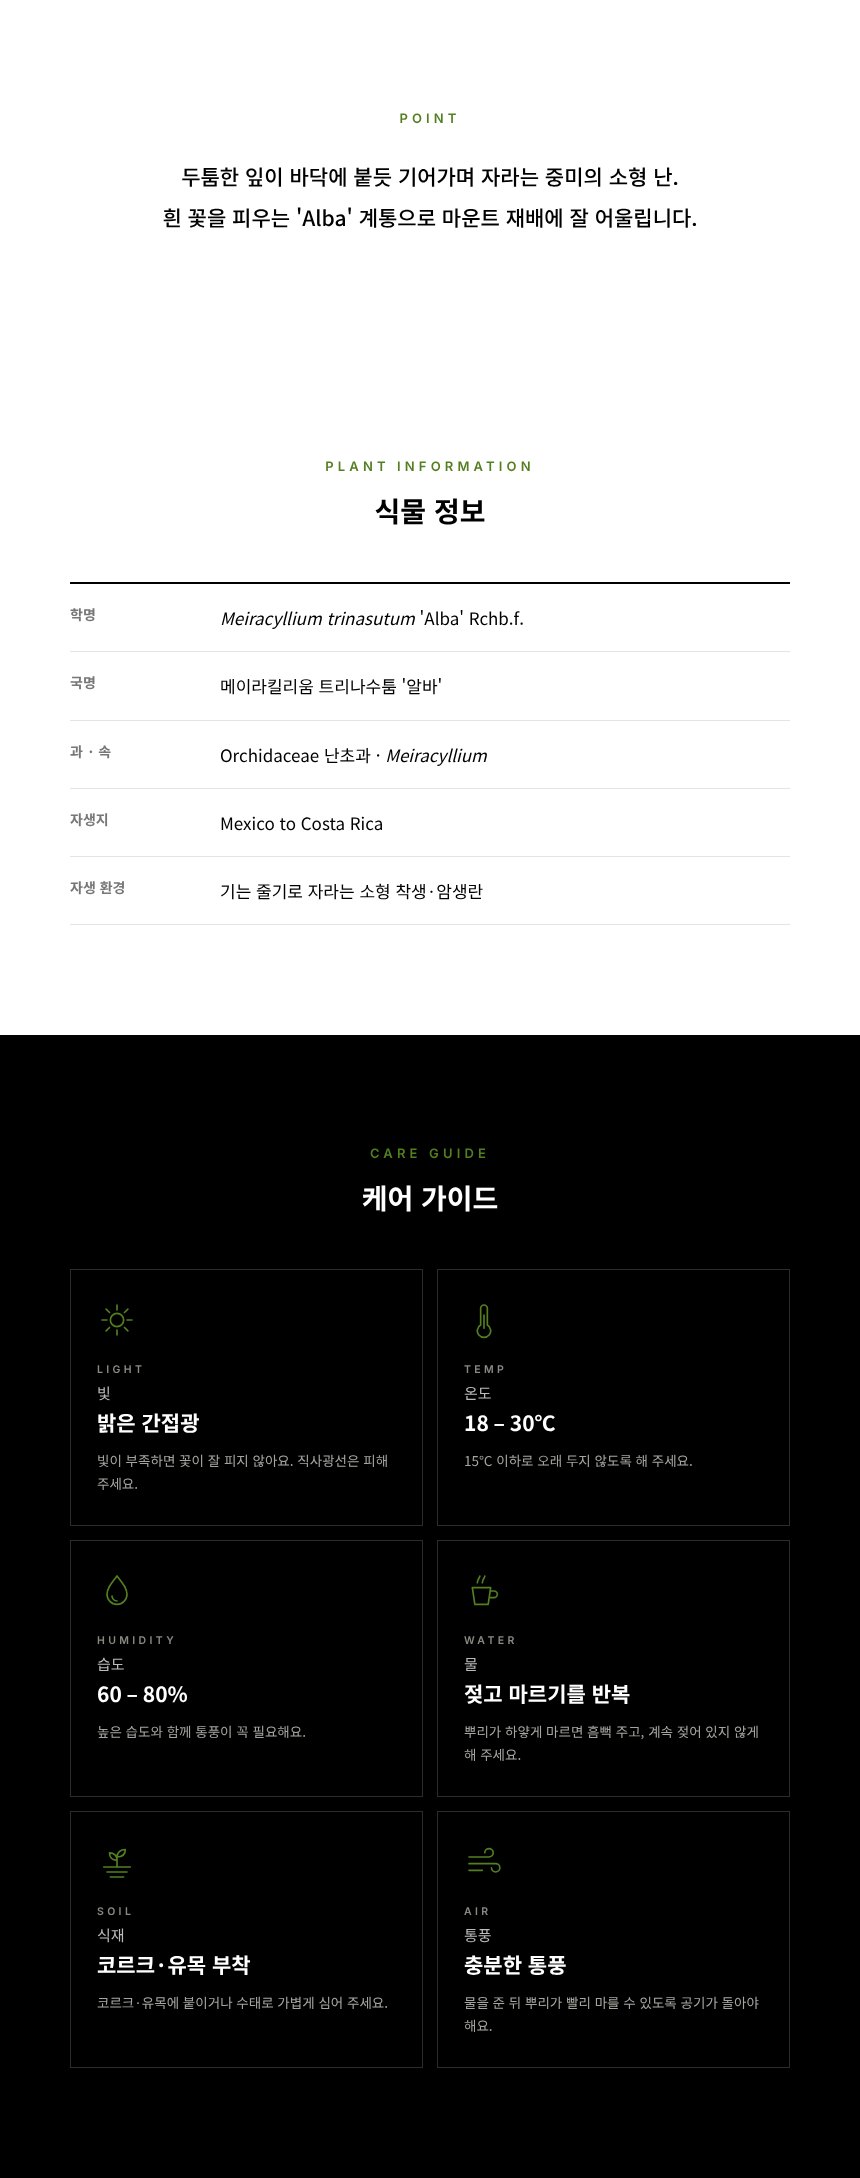 POINT
두툼한 잎이 바닥에 붙듯 기어가며 자라는 중미의 소형 난.
흰 꽃을 피우는 'Alba' 계통으로 마운트 재배에 잘 어울립니다.
PLANT INFORMATION
식물 정보
학명 Meiracyllium trinasutum 'Alba' Rchb.f.
국명 메이라킬리움 트리나수툼 '알바'
과 · 속 Orchidaceae 난초과 · Meiracyllium
자생지 Mexico to Costa Rica
자생 환경 기는 줄기로 자라는 소형 착생·암생란
CARE GUIDE
케어 가이드
LIGHT
빛
밝은 간접광
빛이 부족하면 꽃이 잘 피지 않아요. 직사광선은 피해
주세요.
TEMP
온도
18 – 30℃
15℃ 이하로 오래 두지 않도록 해 주세요.
HUMIDITY
습도
60 – 80%
높은 습도와 함께 통풍이 꼭 필요해요.
WATER
물
젖고 마르기를 반복
뿌리가 하얗게 마르면 흠뻑 주고, 계속 젖어 있지 않게
해 주세요.
SOIL
식재
코르크·유목 부착
코르크·유목에 붙이거나 수태로 가볍게 심어 주세요.
AIR
통풍
충분한 통풍
물을 준 뒤 뿌리가 빨리 마를 수 있도록 공기가 돌아야
해요.